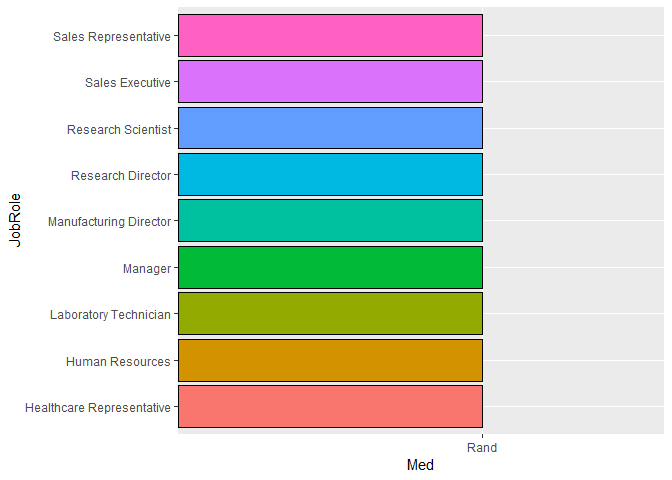 Sales Representative
Sales Executive
Research Scientist
Research Director
Manufacturing Director
Manager
Laboratory Technician
Human Resources
Healthcare Representative
JobRole
Rand
Med